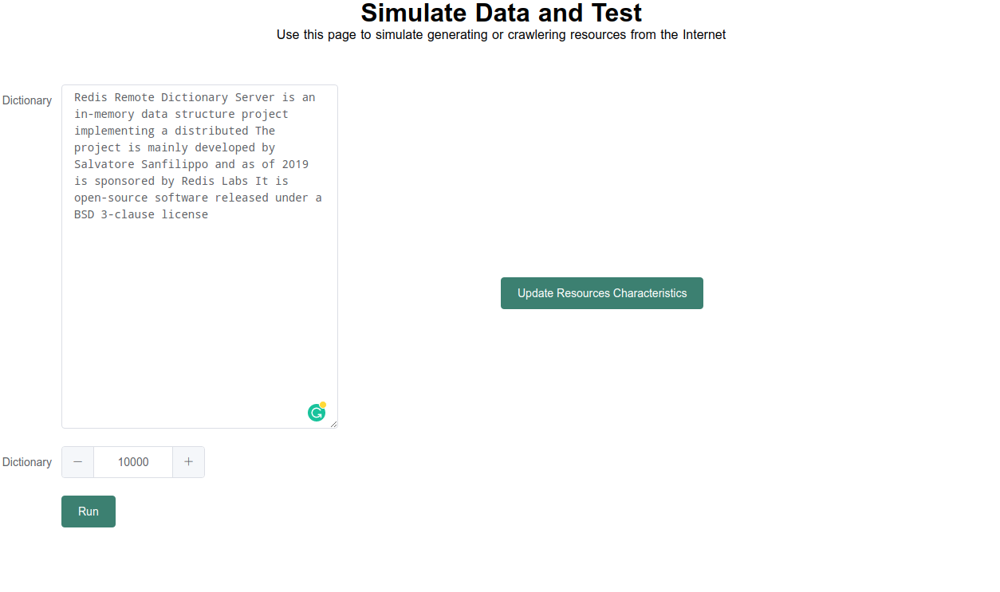 Simulate Data and Test
Use this page to simulate generating or crawlering resources from the Internet
Dictionary
Redis Remote Dictionary Server is an
in-memory data structure project
implementing a distributed The
project is mainly developed by
Salvatore Sanfilippo and as of 2019
is sponsored by Redis Labs It is
open-source software released under a
BSD 3-clause license
Update Resources Characteristics
Dictionary
10000
Run